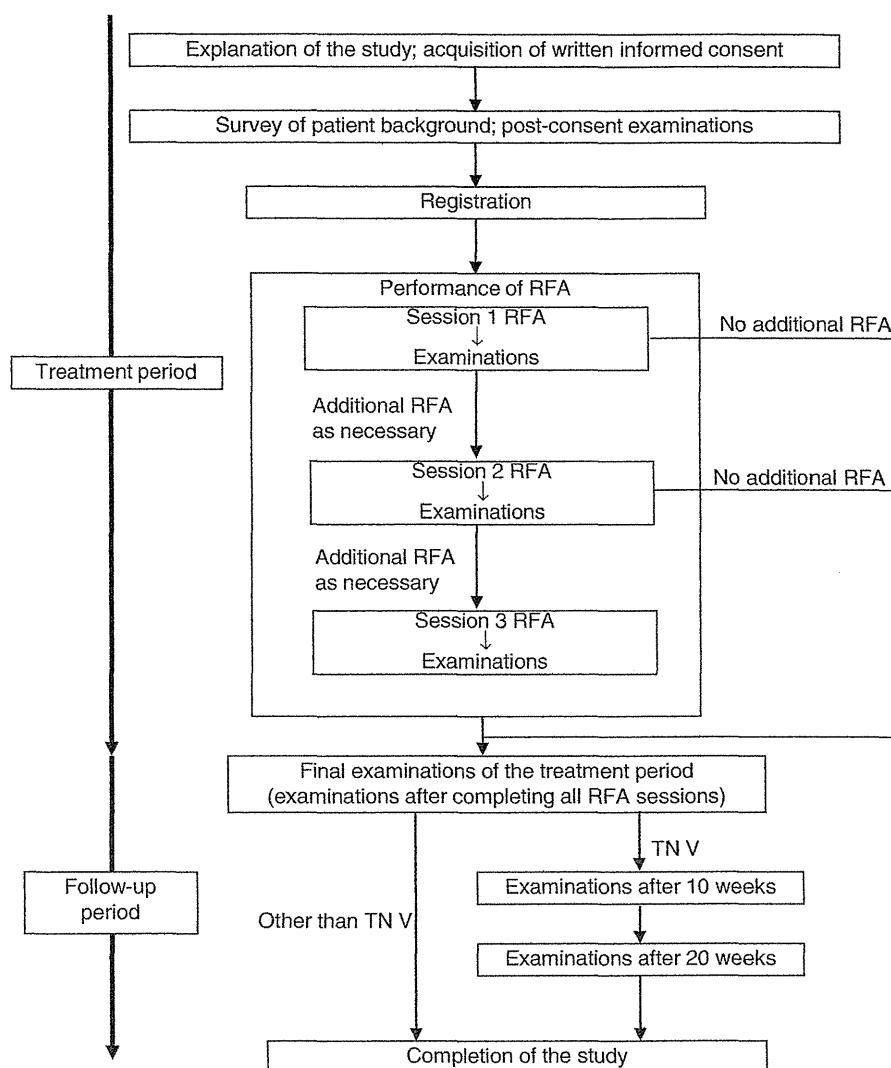 Explanation of the study; acquisition of written informed consent
Survey of patient background; post-consent examinations
Registration
Performance of RFA
Session 1 RFA
↓
Examinations
No additional RFA
Treatment period
Additional RFA
as necessary
Session 2 RFA
↓
Examinations
No additional RFA
Additional RFA
as necessary
Session 3 RFA
↓
Examinations
Final examinations of the treatment period
(examinations after completing all RFA sessions)
TN V
Follow-up
period
Examinations after 10 weeks
Other than TN V
Examinations after 20 weeks
Completion of the study